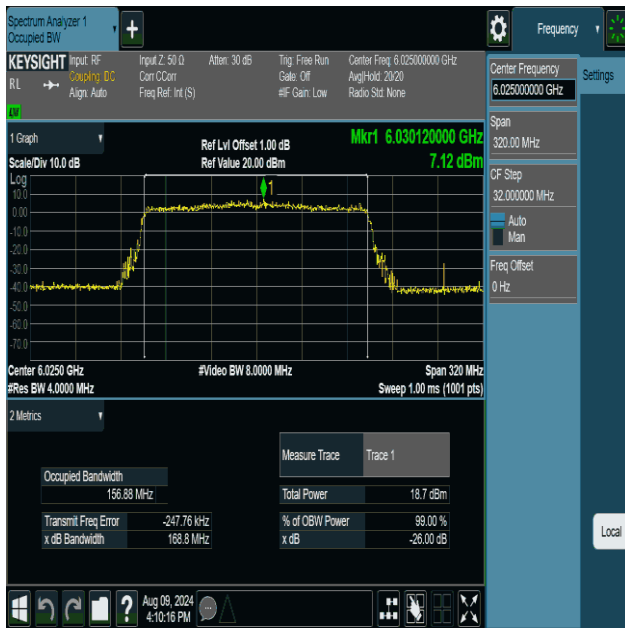 Spectrum Analyzer 1
Occupied BW
Frequency
KEYSIGHT
RL
Input: RF
Coupling: DC
Align: Auto
Input Z: 50 Ω
Corr CCorr
Freq Ref: Int (S)
Atten: 30 dB
Trig: Free Run
Gate: Off
#IF Gain: Low
Center Freq: 6.025000000 GHz
Avg|Hold: 20/20
Radio Std: None
Center Frequency
6.025000000 GHz
Settings
Span
320.00 MHz
CF Step
32.000000 MHz
Auto
Man
Freq Offset
0 Hz
1 Graph
Scale/Div 10.0 dB
Ref Lvl Offset 1.00 dB
Ref Value 20.00 dBm
Mkr1 6.030120000 GHz
7.12 dBm
Log
10.0
0.00
-10.0
-20.0
-30.0
-40.0
-50.0
-60.0
-70.0
1
Center 6.0250 GHz
#Res BW 4.0000 MHz
#Video BW 8.0000 MHz
Span 320 MHz
Sweep 1.00 ms (1001 pts)
2 Metrics
Occupied Bandwidth
156.88 MHz
Transmit Freq Error -247.76 kHz
x dB Bandwidth 168.8 MHz
Measure Trace Trace 1
Total Power 18.7 dBm
% of OBW Power 99.00 %
x dB -26.00 dB
Local
Aug 09, 2024
4:10:16 PM